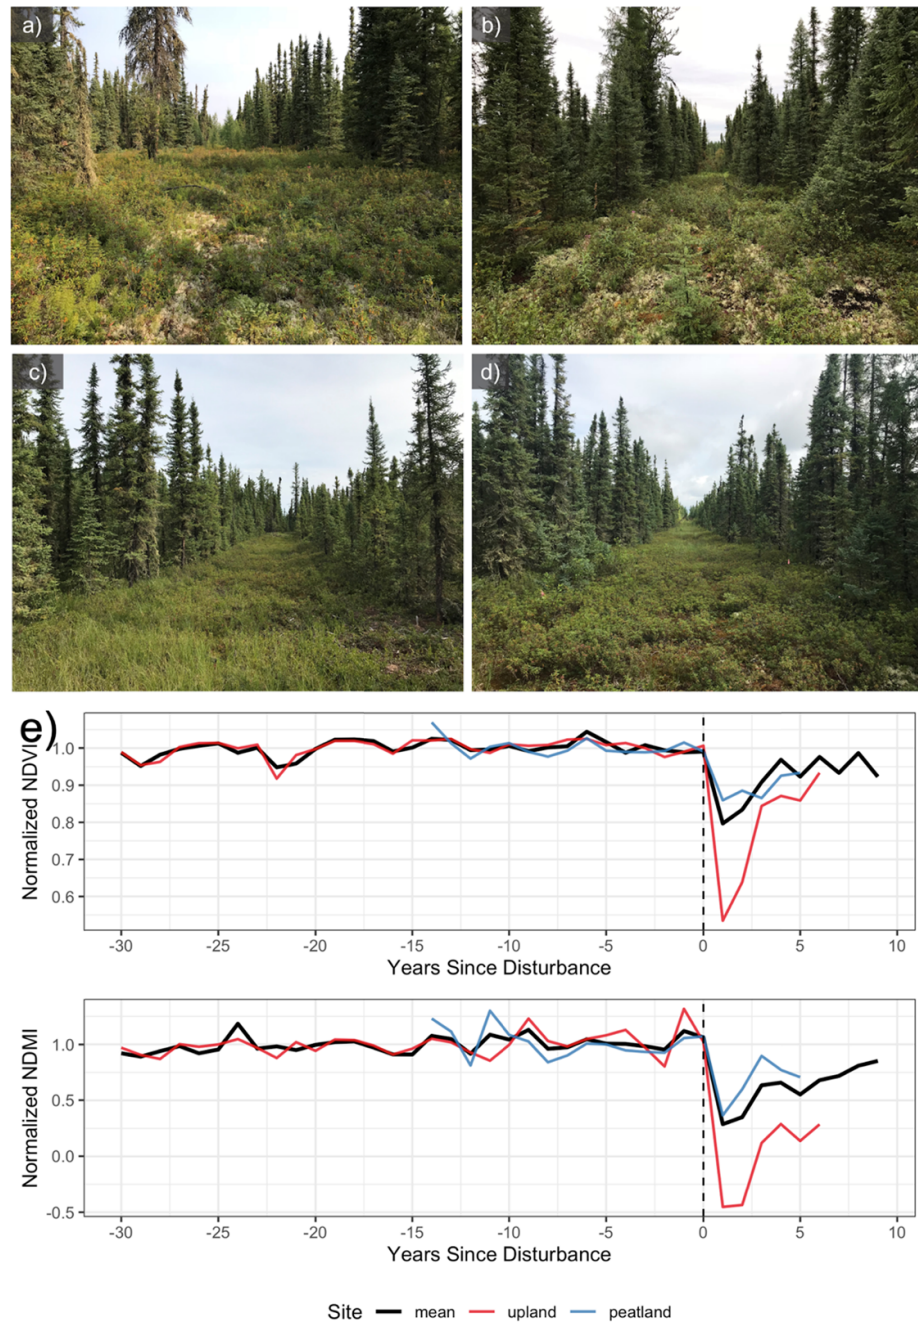 a)
b)
c)
d)
e)
Normalized NDVI
1.0
0.9
0.8
0.7
0.6
-30 -25 -20 -15 -10 -5 0 5 10
Years Since Disturbance
Normalized NDMI
1.0
0.5
0.0
-0.5
-30 -25 -20 -15 -10 -5 0 5 10
Years Since Disturbance
Site mean upland peatland